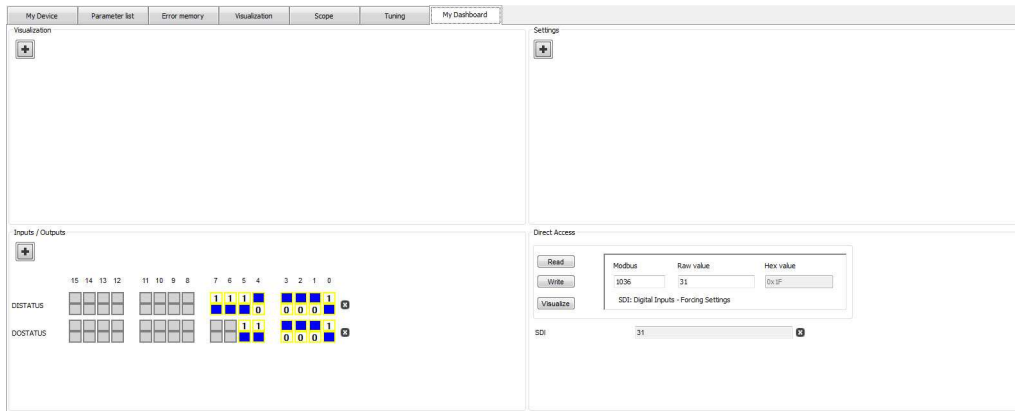 My Device Parameter list Error memory Visualization Scope Tuning My Dashboard
Visualization
Settings
Inputs / Outputs
15 14 13 12 11 10 9 8 7 6 5 4 3 2 1 0
DISTATUS
1 1 1 1
0 0 0 0
DOSTATUS
1 1 1
0 0 0
Direct Access
Read
Write
Visualize
Modbus Raw value Hex value
1036 31 0x1F
SDI: Digital Inputs - Forcing Settings
SDI 31